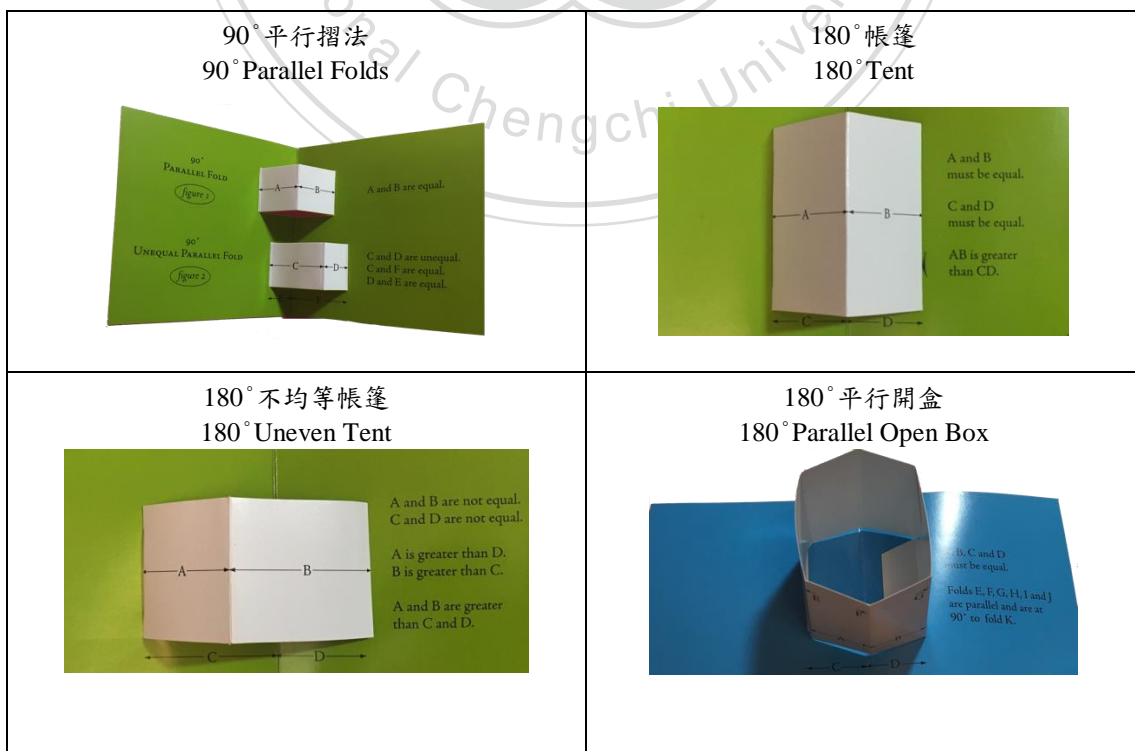 90°平行摺法
90°Parallel Folds
90°
PARALLEL FOLD
figure 1
A
B
A and B are equal.
90°
UNEQUAL PARALLEL FOLD
figure 2
C
D
C and D are unequal.
C and F are equal.
D and E are equal.
180°帳篷
180°Tent
A
B
A and B
must be equal.
C and D
must be equal.
AB is greater
than CD.
C
D
180°不均等帳篷
180°Uneven Tent
A
B
A and B are not equal.
C and D are not equal.
A is greater than D.
B is greater than C.
A and B are greater
than C and D.
C
D
180°平行開盒
180°Parallel Open Box
B, C and D
must be equal.
Folds E, F, G, H, I and J
are parallel and are at
90° to fold K.
C
D
onal Chengchi Univer